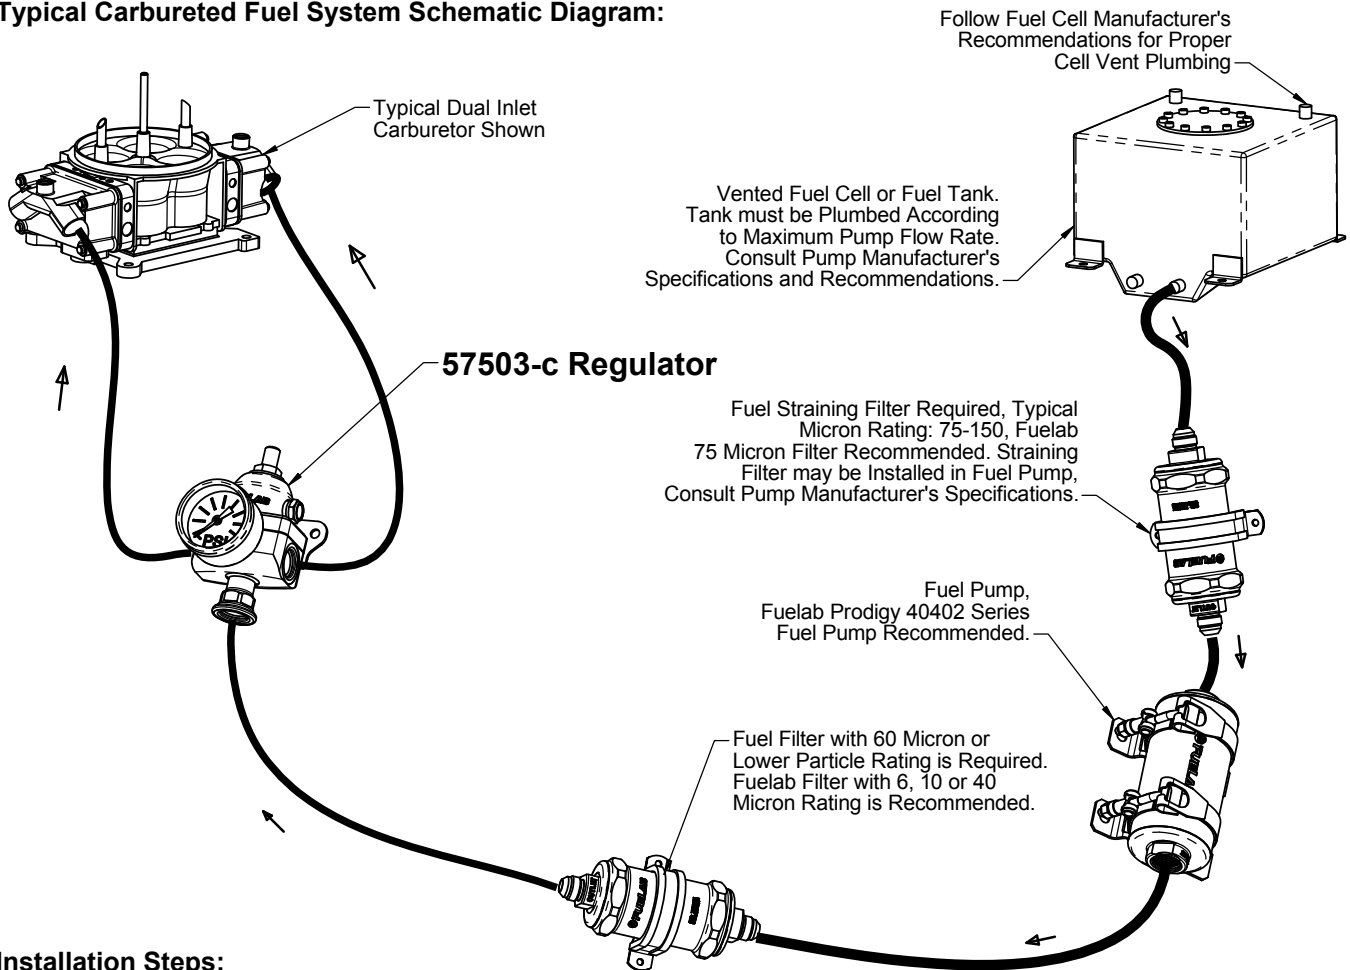 Typical Carbureted Fuel System Schematic Diagram:
Follow Fuel Cell Manufacturer's
Recommendations for Proper
Cell Vent Plumbing
Typical Dual Inlet
Carburetor Shown
Vented Fuel Cell or Fuel Tank.
Tank must be Plumbed According
to Maximum Pump Flow Rate.
Consult Pump Manufacturer's
Specifications and Recommendations.
57503-c Regulator
Fuel Straining Filter Required, Typical
Micron Rating: 75-150, Fuelab
75 Micron Filter Recommended. Straining
Filter may be Installed in Fuel Pump,
Consult Pump Manufacturer's Specifications.
PSI
FUELAB
Fuel Pump,
Fuelab Prodigy 40402 Series
Fuel Pump Recommended.
FUELAB
Fuel Filter with 60 Micron or
Lower Particle Rating is Required.
Fuelab Filter with 6, 10 or 40
Micron Rating is Recommended.
FUELAB
Installation Steps: